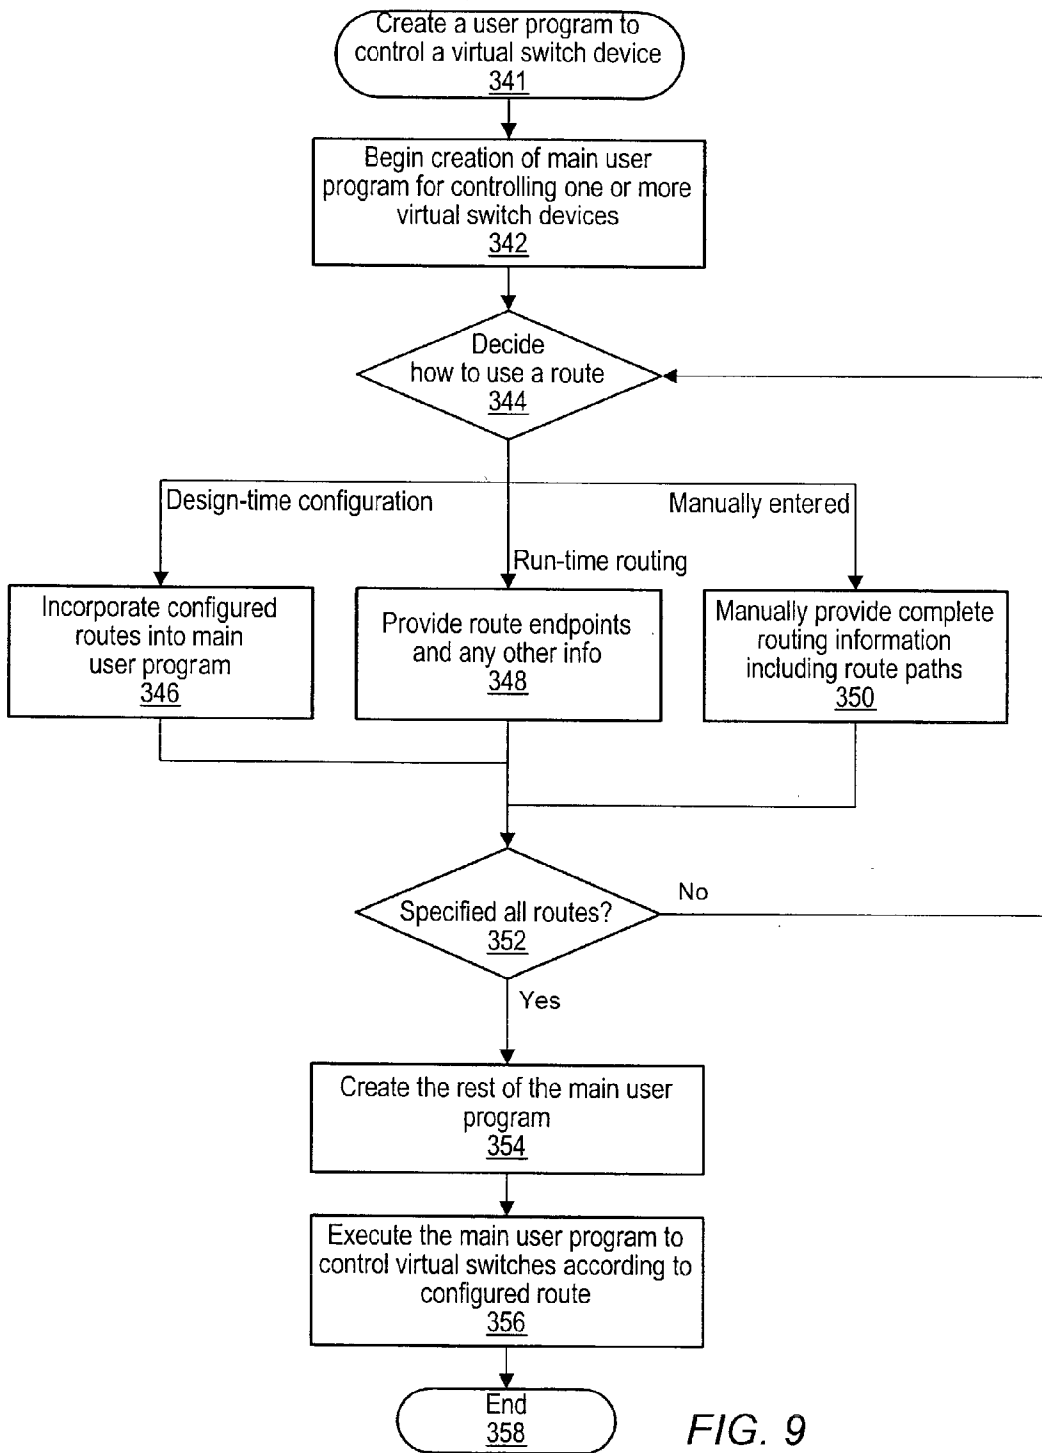 Create a user program to
control a virtual switch device
341
Begin creation of main user
program for controlling one or more
virtual switch devices
342
Decide
how to use a route
344
Design-time configuration
Manually entered
Run-time routing
Incorporate configured
routes into main
user program
346
Provide route endpoints
and any other info
348
Manually provide complete
routing information
including route paths
350
Specified all routes?
352
No
Yes
Create the rest of the main user
program
354
Execute the main user program to
control virtual switches according to
configured route
356
End
358
FIG. 9